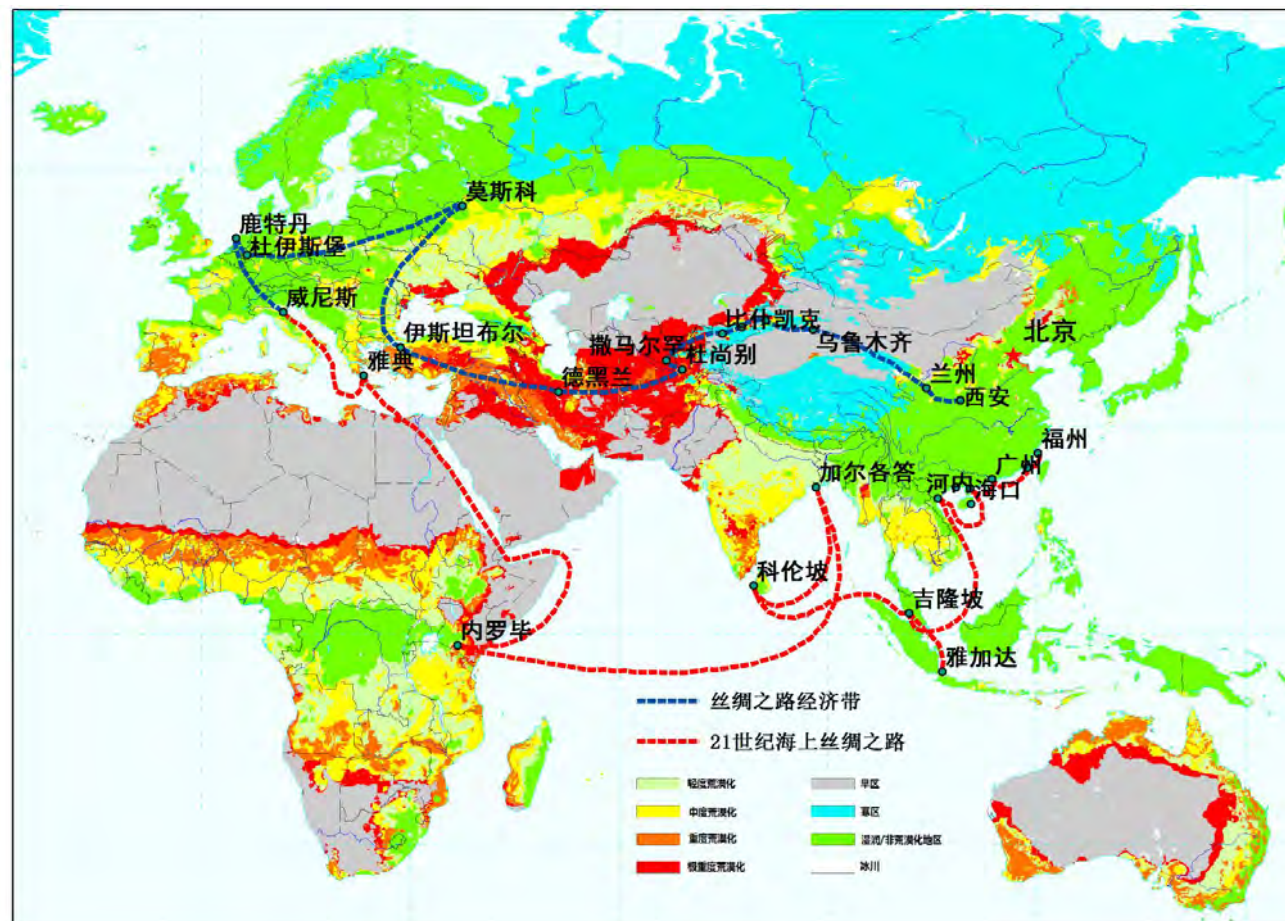 莫斯科
鹿特丹
杜伊斯堡
威尼斯
伊斯坦布尔
比什凯克
乌鲁木齐
北京
撒马尔罕
杜尚别
雅典
德黑兰
兰州
西安
福州
广州
加尔各答
河内
海口
科伦坡
吉隆坡
内罗毕
雅加达
丝绸之路经济带
21世纪海上丝绸之路
轻度荒漠化
旱区
中度荒漠化
寒区
重度荒漠化
湿润/非荒漠化地区
极重度荒漠化
冰川